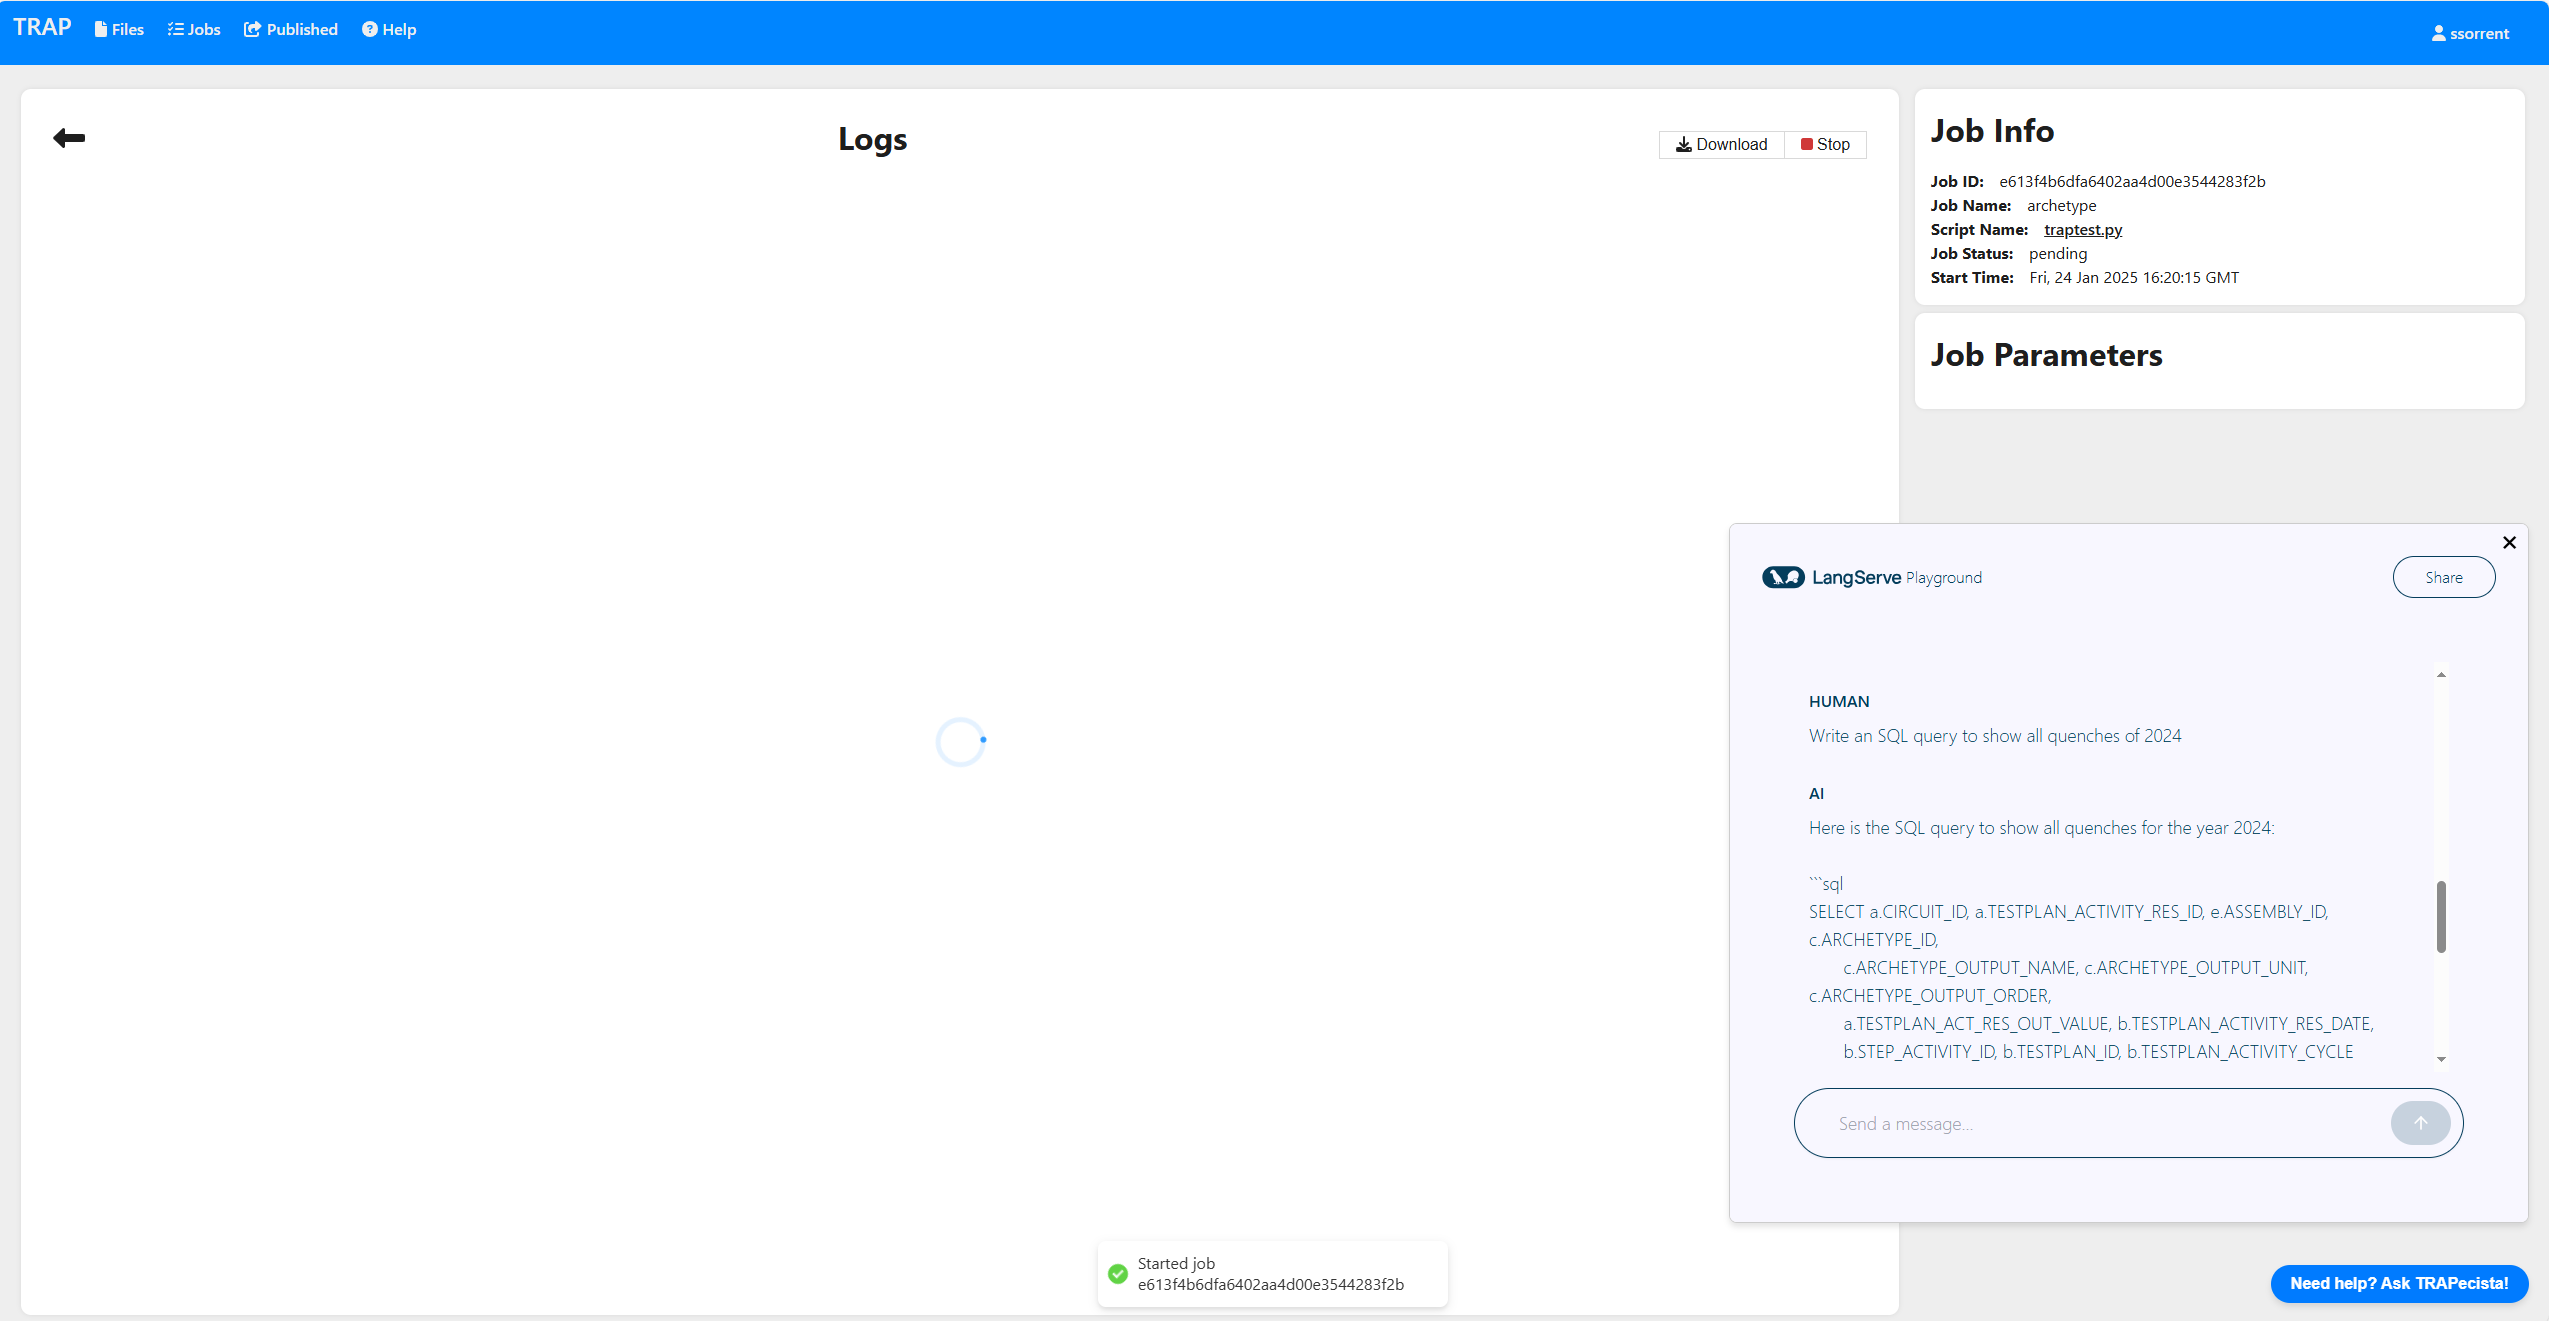 TRAP Files Jobs Published Help ssorrent
Logs
Download Stop
Job Info
Job ID: e613f4b6dfa6402aa4d00e3544283f2b
Job Name: archetype
Script Name: traptest.py
Job Status: pending
Start Time: Fri, 24 Jan 2025 16:20:15 GMT
Job Parameters
LangServe Playground
Share
HUMAN
Write an SQL query to show all quenches of 2024
AI
Here is the SQL query to show all quenches for the year 2024:
```sql
SELECT a.CIRCUIT_ID, a.TESTPLAN_ACTIVITY_RES_ID, e.ASSEMBLY_ID,
c.ARCHETYPE_ID,
c.ARCHETYPE_OUTPUT_NAME, c.ARCHETYPE_OUTPUT_UNIT,
c.ARCHETYPE_OUTPUT_ORDER,
a.TESTPLAN_ACT_RES_OUT_VALUE, b.TESTPLAN_ACTIVITY_RES_DATE,
b.STEP_ACTIVITY_ID, b.TESTPLAN_ID, b.TESTPLAN_ACTIVITY_CYCLE
Send a message...
Started job
e613f4b6dfa6402aa4d00e3544283f2b
Need help? Ask TRAPecista!